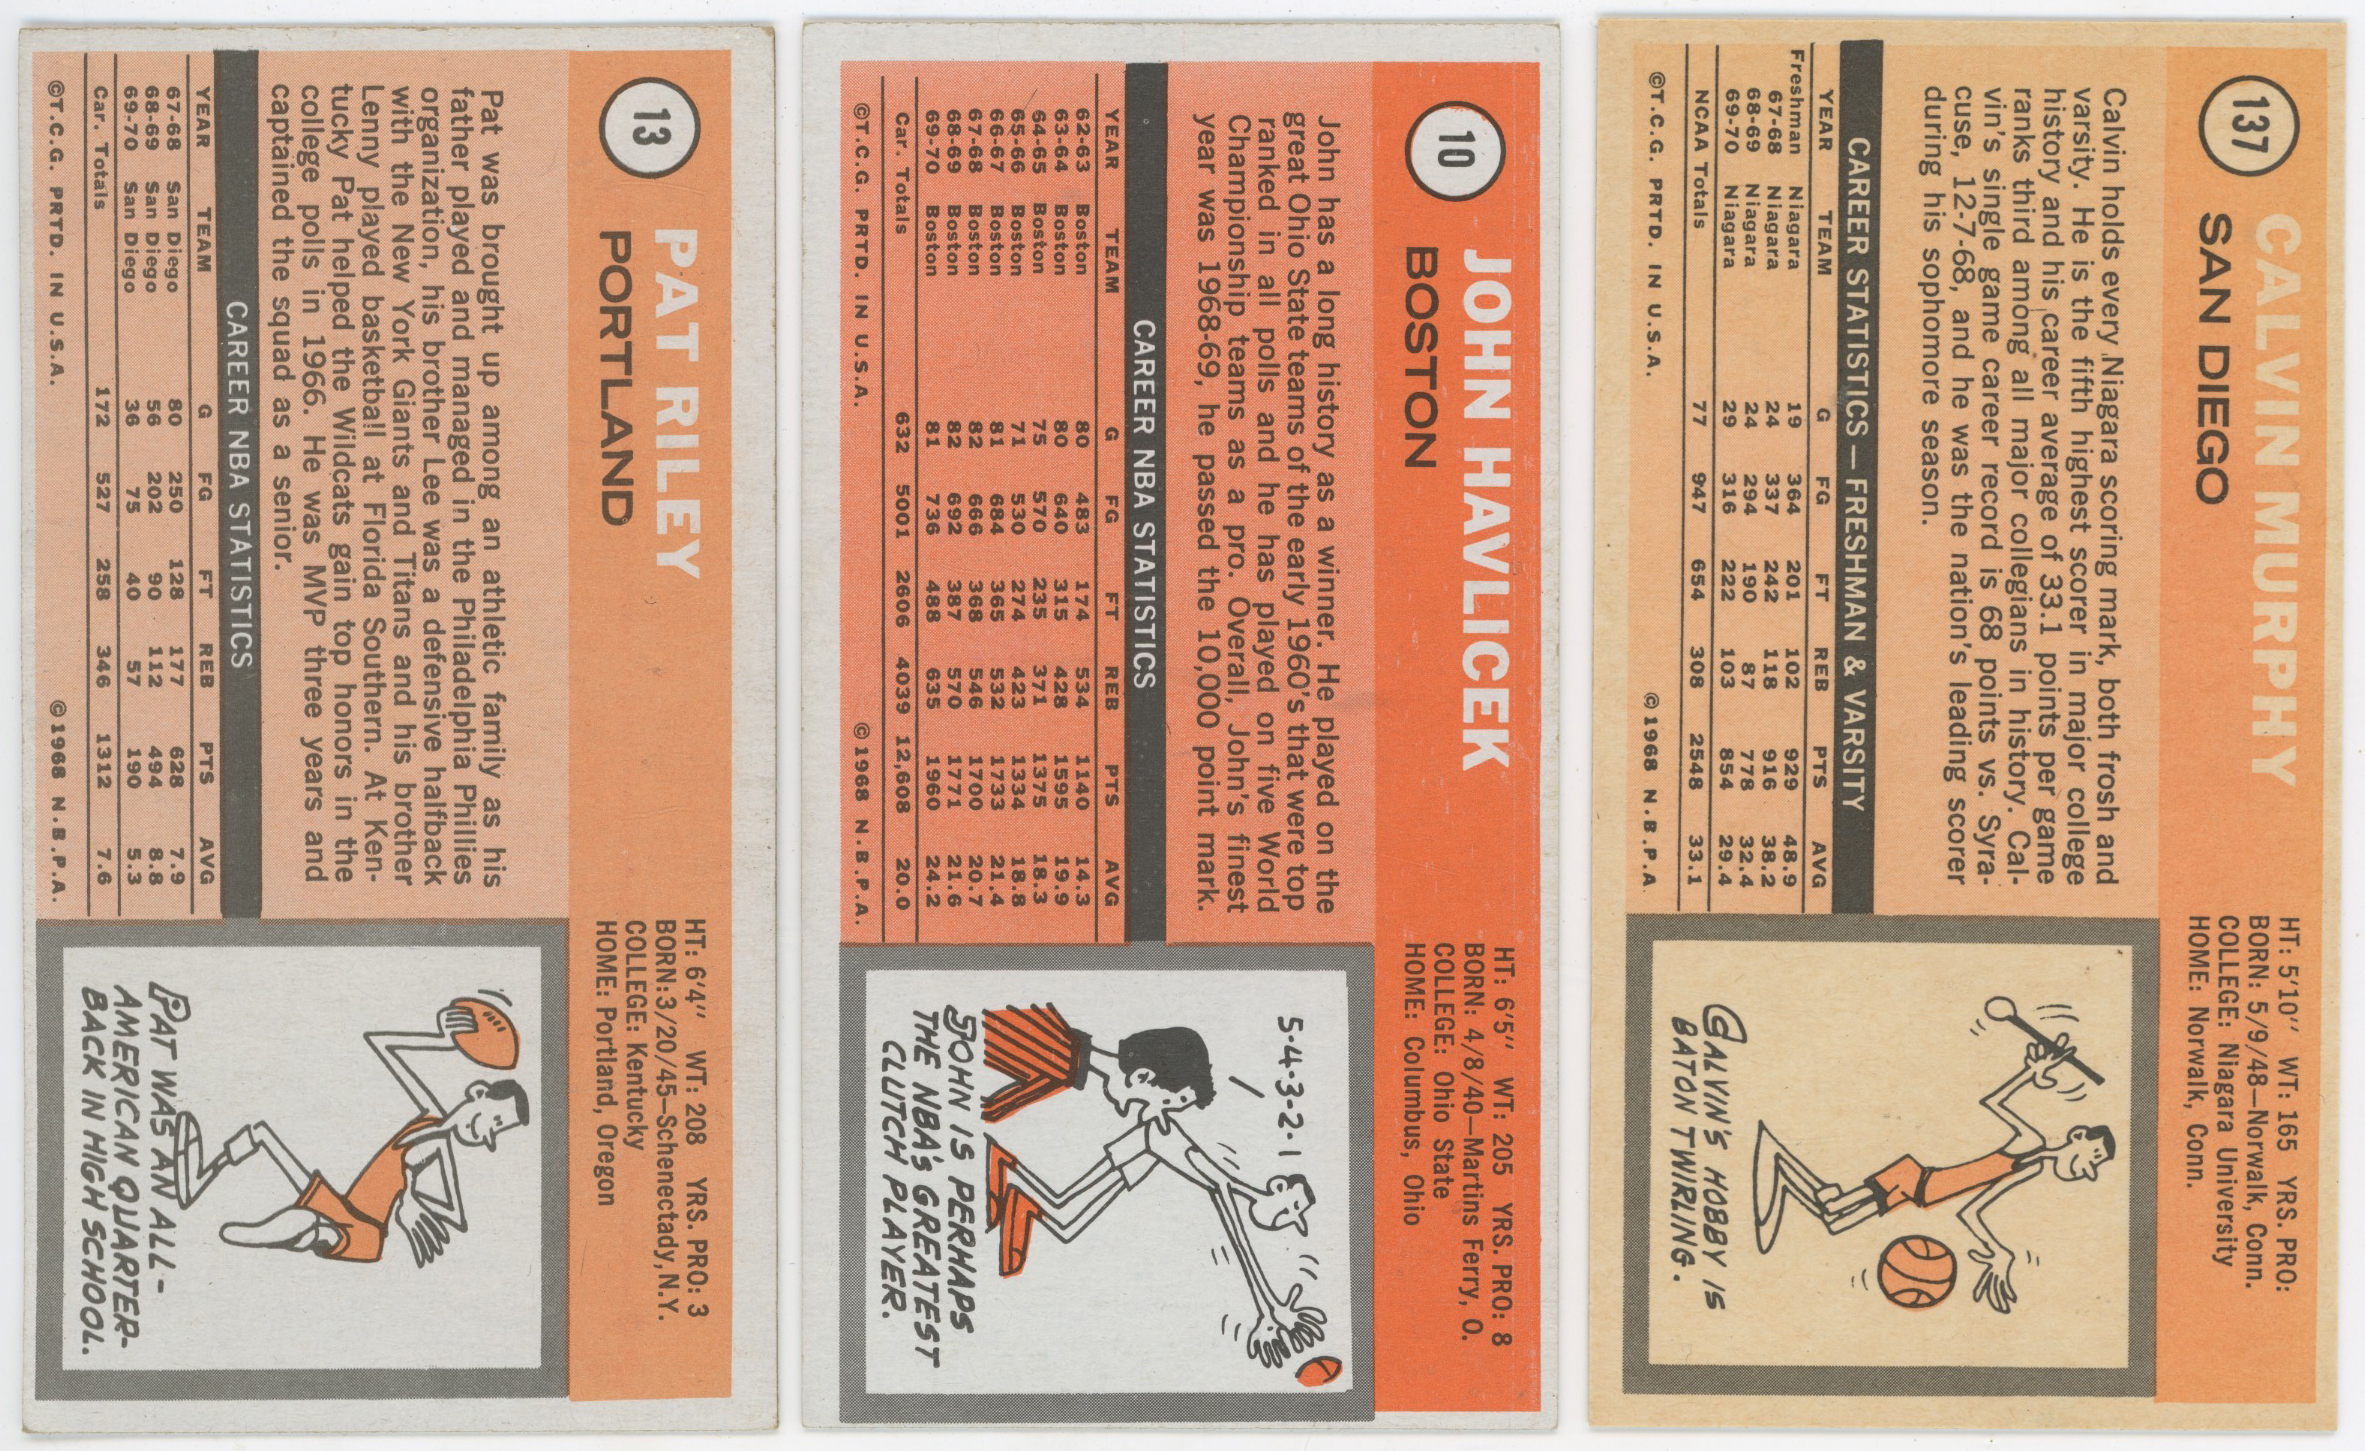 13
PAT RILEY
PORTLAND
HT: 6'4" WT: 208 YRS. PRO: 3
BORN: 3/20/45—Schenectady, N.Y.
COLLEGE: Kentucky
HOME: Portland, Oregon
Pat was brought up among an athletic family as his
father played and managed in the Philadelphia Phillies
organization, his brother Lee was a defensive halfback
with the New York Giants and Titans and his brother
Lenny played basketball at Florida Southern. At Ken-
tucky Pat helped the Wildcats gain top honors in the
college polls in 1966. He was MVP three years and
captained the squad as a senior.
CAREER NBA STATISTICS
YEAR TEAM G FG FT REB PTS AVG
67-68 San Diego 80 250 128 177 628 7.9
68-69 San Diego 56 202 90 112 494 8.8
69-70 San Diego 36 75 40 57 190 5.3
Car. Totals 172 527 258 346 1312 7.6
©T.C.G. PRTD. IN U.S.A. ©1968 N.B.P.A.
PAT WAS AN ALL-
AMERICAN QUARTER-
BACK IN HIGH SCHOOL.
10
JOHN HAVLICEK
BOSTON
HT: 6'5" WT: 205 YRS. PRO: 8
BORN: 4/8/40—Martins Ferry, O.
COLLEGE: Ohio State
HOME: Columbus, Ohio
John has a long history as a winner. He played on the
great Ohio State teams of the early 1960's that were top
ranked in all polls and he has played on five World
Championship teams as a pro. Overall, John's finest
year was 1968-69, he passed the 10,000 point mark.
CAREER NBA STATISTICS
YEAR TEAM G FG FT REB PTS AVG
62-63 Boston 80 483 174 534 1140 14.3
63-64 Boston 80 640 315 428 1595 19.9
64-65 Boston 75 570 235 371 1375 18.3
65-66 Boston 71 530 274 423 1334 18.8
66-67 Boston 81 684 365 532 1733 21.4
67-68 Boston 82 666 368 546 1700 20.7
68-69 Boston 82 692 387 570 1771 21.6
69-70 Boston 81 736 488 635 1960 24.2
Car. Totals 632 5001 2606 4039 12,608 20.0
©T.C.G. PRTD. IN U.S.A. ©1968 N.B.P.A.
5-4-3-2-1
JOHN IS PERHAPS
THE NBA'S GREATEST
CLUTCH PLAYER.
137
CALVIN MURPHY
SAN DIEGO
HT: 5'10" WT: 165 YRS. PRO:
BORN: 5/9/48—Norwalk, Conn.
COLLEGE: Niagara University
HOME: Norwalk, Conn.
Calvin holds every Niagara scoring mark, both frosh and
varsity. He is the fifth highest scorer in major college
history and his career average of 33.1 points per game
ranks third among all major collegians in history. Cal-
vin's single game career record is 68 points vs. Syra-
cuse, 12-7-68, and he was the nation's leading scorer
during his sophomore season.
CAREER STATISTICS — FRESHMAN & VARSITY
YEAR TEAM G FG FT REB PTS AVG
Freshman Niagara 19 364 201 102 929 48.9
67-68 Niagara 24 337 242 118 916 38.2
68-69 Niagara 24 294 190 87 778 32.4
69-70 Niagara 29 316 222 103 854 29.4
NCAA Totals 77 947 654 308 2548 33.1
©T.C.G. PRTD. IN U.S.A. ©1968 N.B.P.A
CALVIN'S HOBBY IS
BATON TWIRLING.